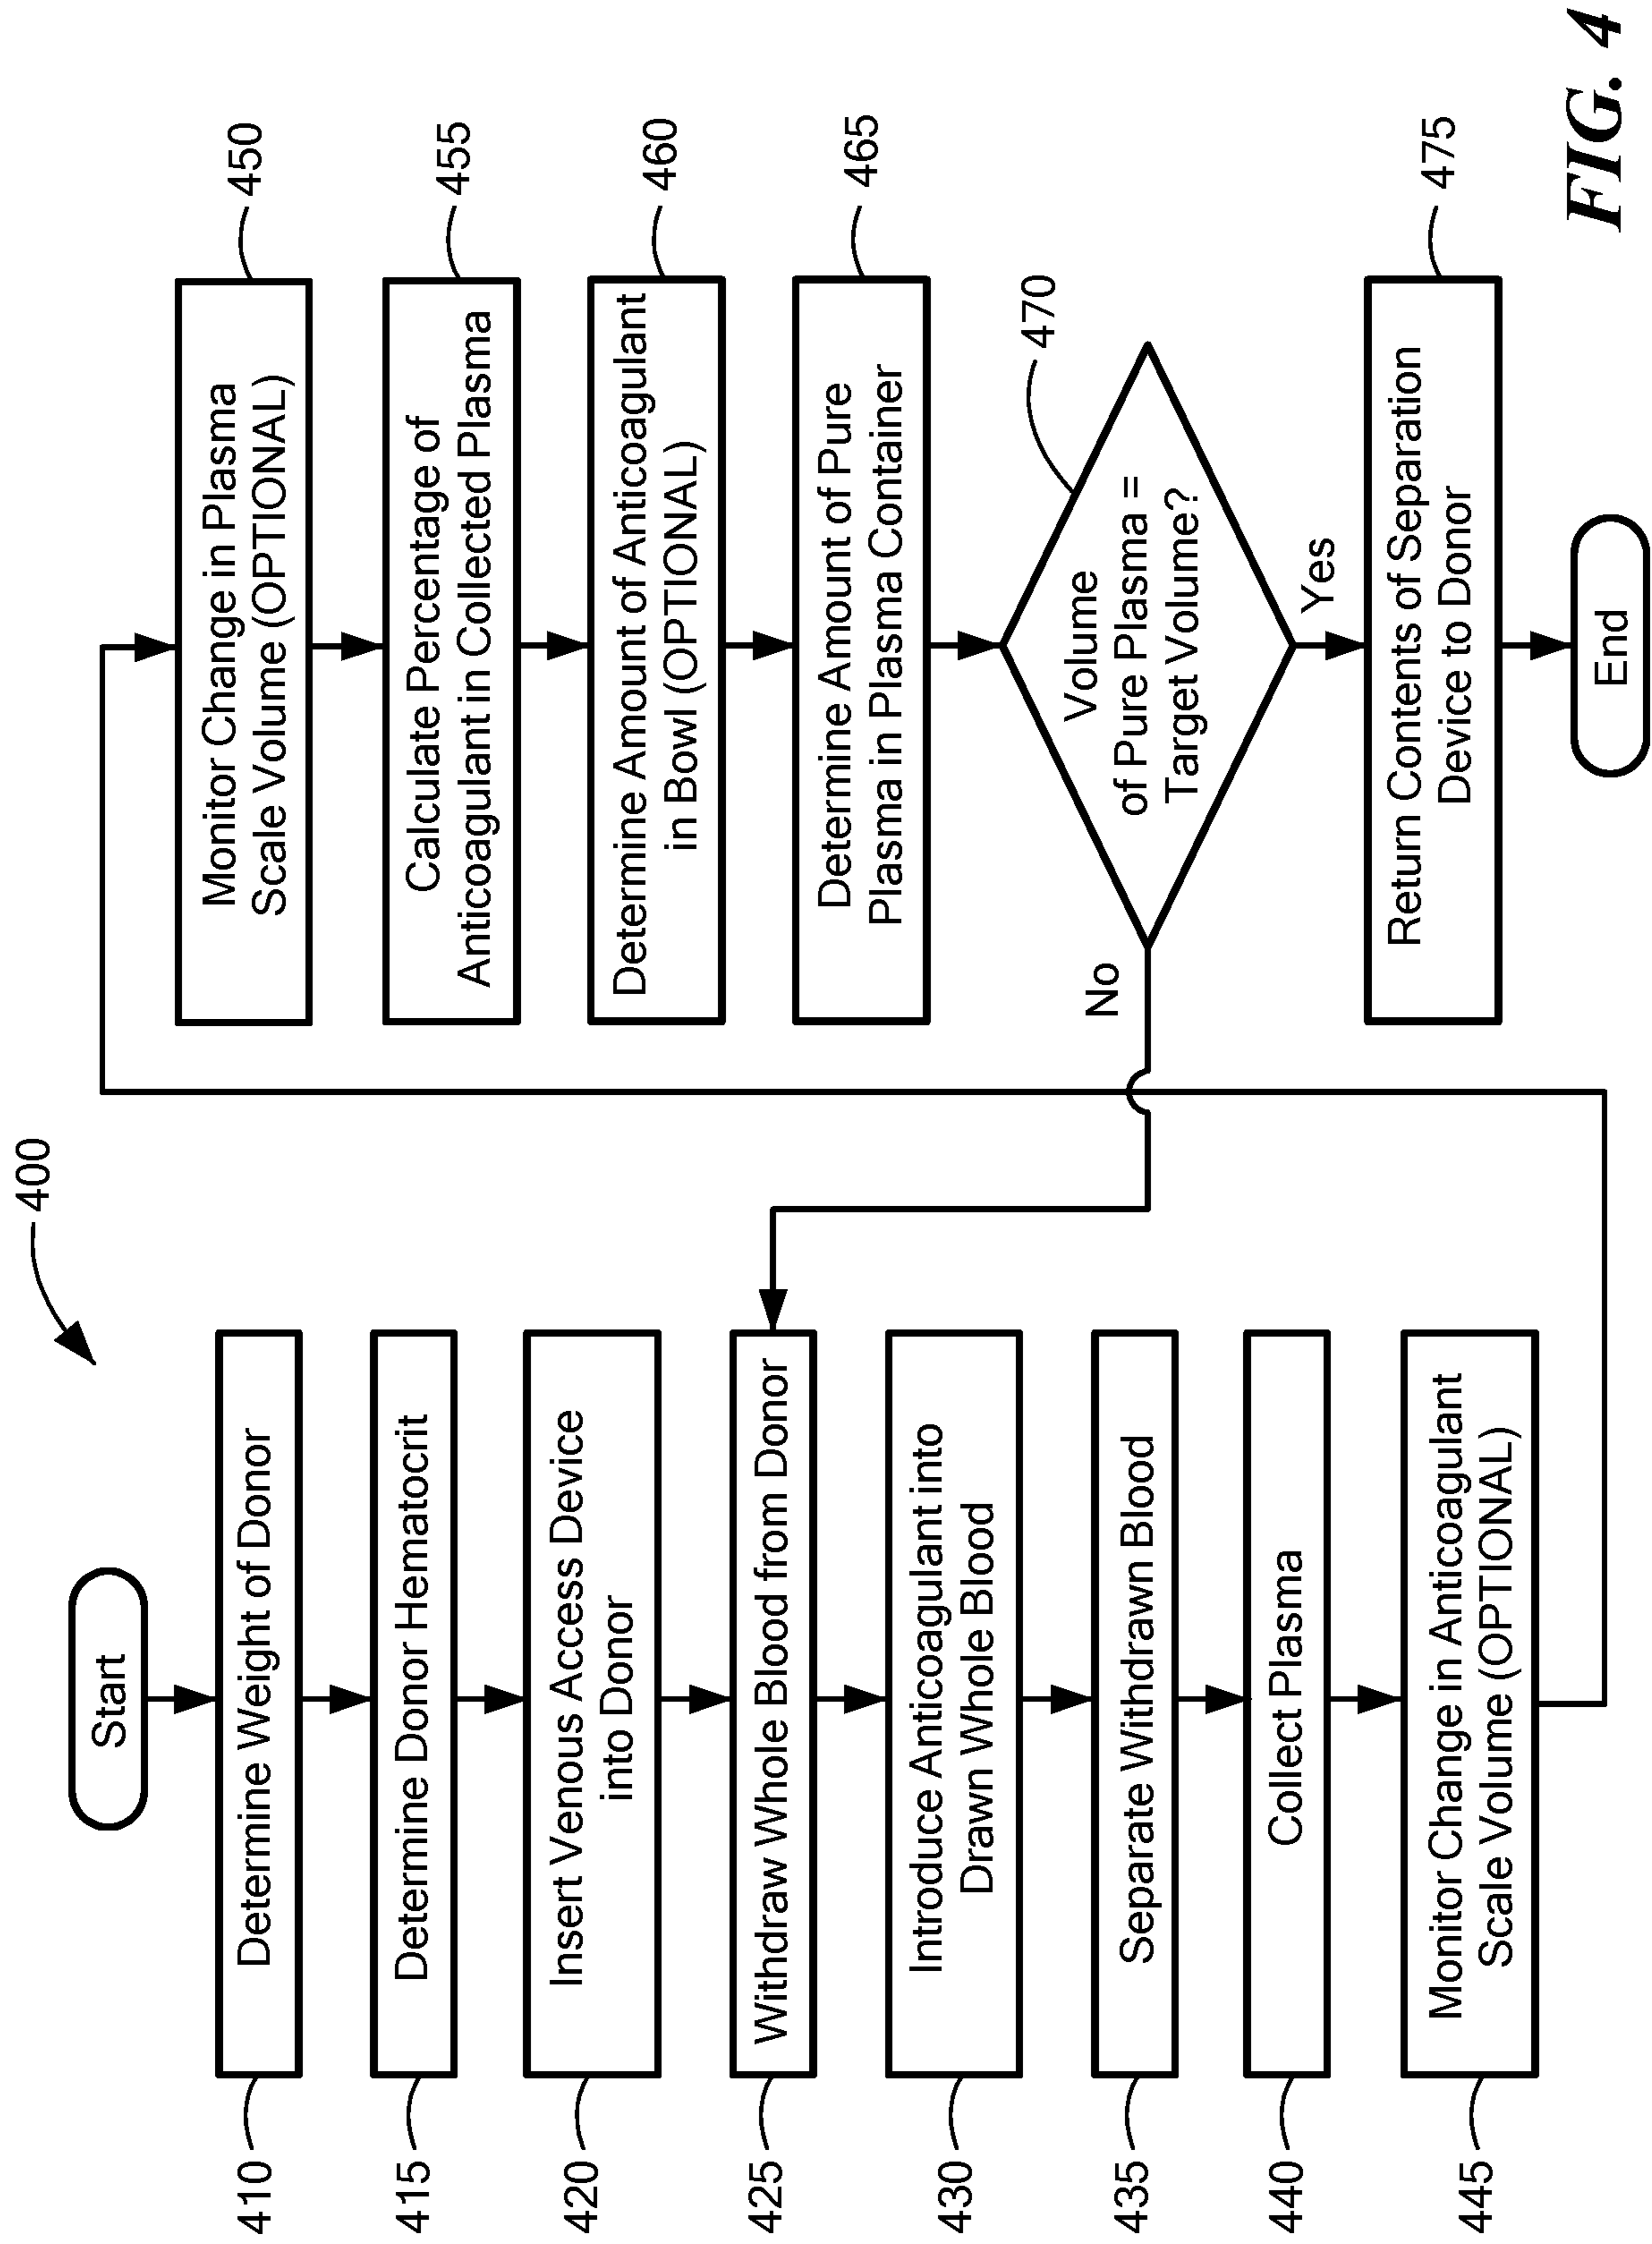 400
Start
410
Determine Weight of Donor
415
Determine Donor Hematocrit
420
Insert Venous Access Device
into Donor
425
Withdraw Whole Blood from Donor
430
Introduce Anticoagulant into
Drawn Whole Blood
435
Separate Withdrawn Blood
440
Collect Plasma
445
Monitor Change in Anticoagulant
Scale Volume (OPTIONAL)
450
Monitor Change in Plasma
Scale Volume (OPTIONAL)
455
Calculate Percentage of
Anticoagulant in Collected Plasma
460
Determine Amount of Anticoagulant
in Bowl (OPTIONAL)
465
Determine Amount of Pure
Plasma in Plasma Container
470
Volume
of Pure Plasma =
Target Volume?
No
Yes
475
Return Contents of Separation
Device to Donor
End
FIG. 4